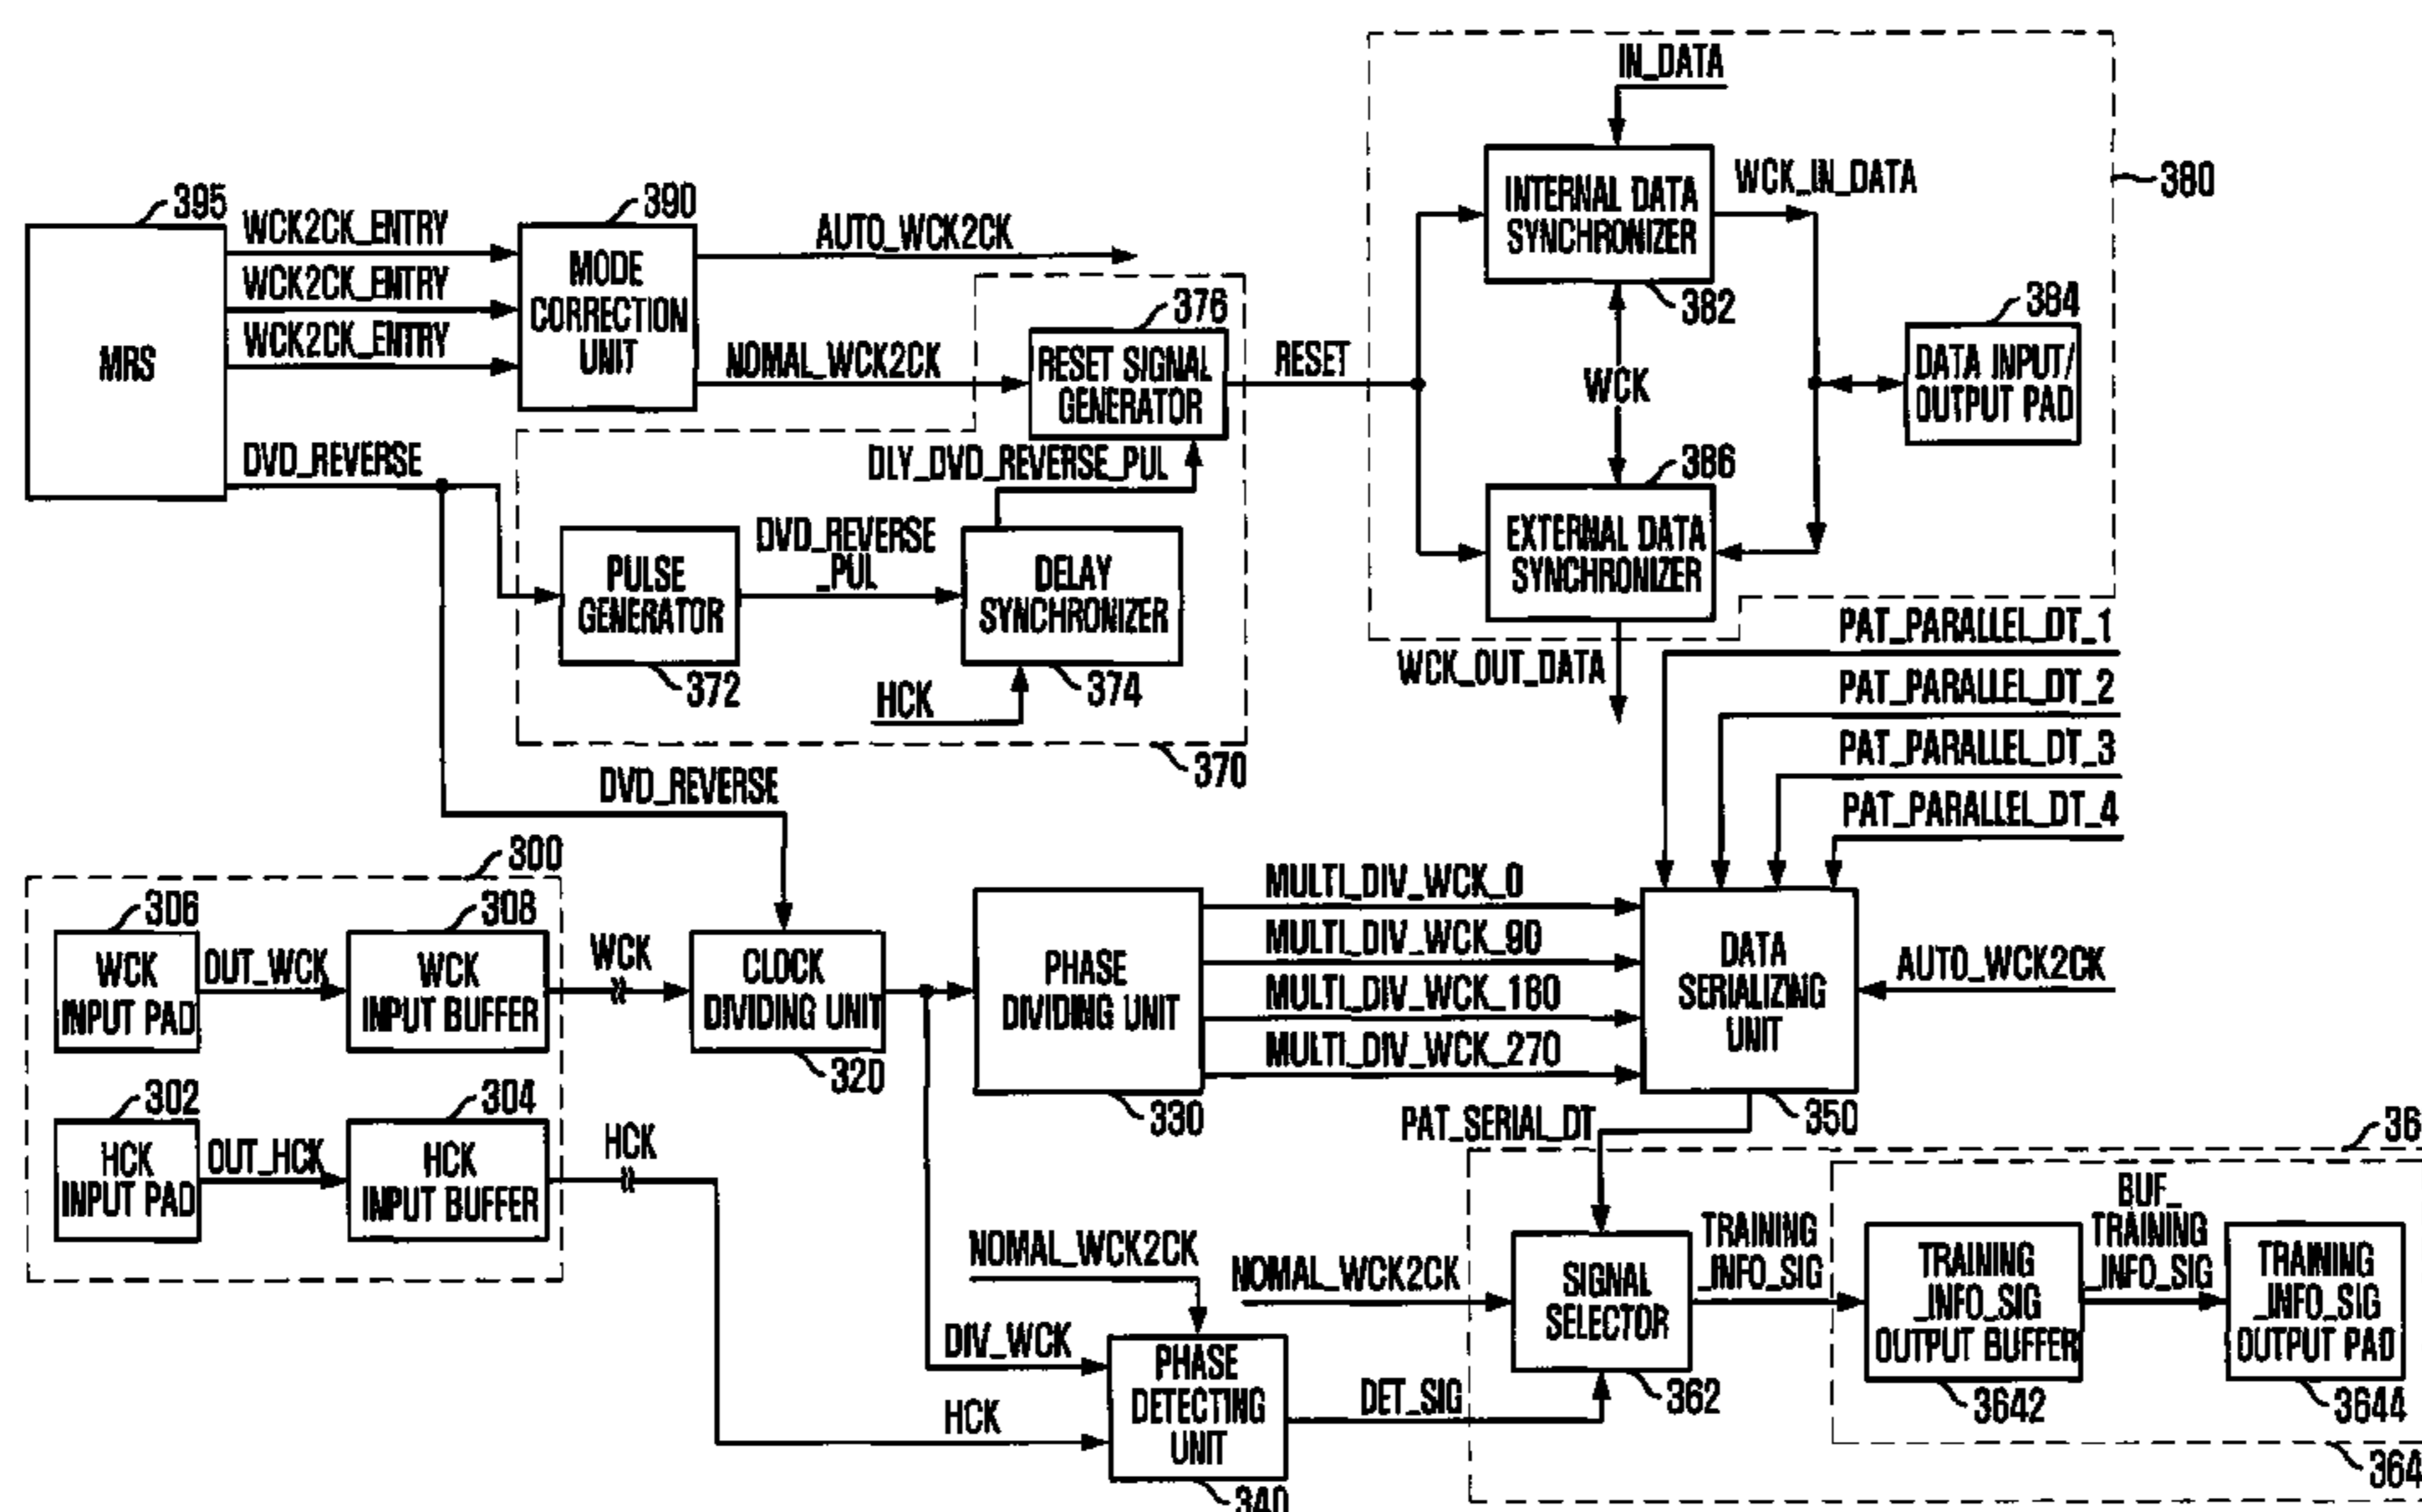 IN_DATA
395
WCK2CK_ENTRY
WCK2CK_ENTRY
WCK2CK_ENTRY
MRS
DVD_REVERSE
390
MODE
CORRECTION
UNIT
AUTO_WCK2CK
NOMAL_WCK2CK
376
RESET SIGNAL
GENERATOR
RESET
INTERNAL DATA
SYNCHRONIZER
382
WCK_IN_DATA
380
384
DATA INPUT/
OUTPUT PAD
WCK
386
EXTERNAL DATA
SYNCHRONIZER
WCK_OUT_DATA
DLY_DVD_REVERSE_PUL
PULSE
GENERATOR
372
DVD_REVERSE
_PUL
DELAY
SYNCHRONIZER
374
HCK
370
DVD_REVERSE
PAT_PARALLEL_DT_1
PAT_PARALLEL_DT_2
PAT_PARALLEL_DT_3
PAT_PARALLEL_DT_4
300
306
WCK
INPUT PAD
OUT_WCK
308
WCK
INPUT BUFFER
WCK
CLOCK
DIVIDING UNIT
320
PHASE
DIVIDING UNIT
330
MULTI_DIV_WCK_0
MULTI_DIV_WCK_90
MULTI_DIV_WCK_180
MULTI_DIV_WCK_270
DATA
SERIALIZING
UNIT
350
AUTO_WCK2CK
302
HCK
INPUT PAD
OUT_HCK
304
HCK
INPUT BUFFER
HCK
PAT_SERIAL_DT
36
NOMAL_WCK2CK
DIV_WCK
HCK
PHASE
DETECTING
UNIT
340
DET_SIG
NOMAL_WCK2CK
SIGNAL
SELECTOR
362
TRAINING
_INFO_SIG
TRAINING
_INFO_SIG
OUTPUT BUFFER
3642
BUF_
TRAINING
_INFO_SIG
TRAINING
_INFO_SIG
OUTPUT PAD
3644
364